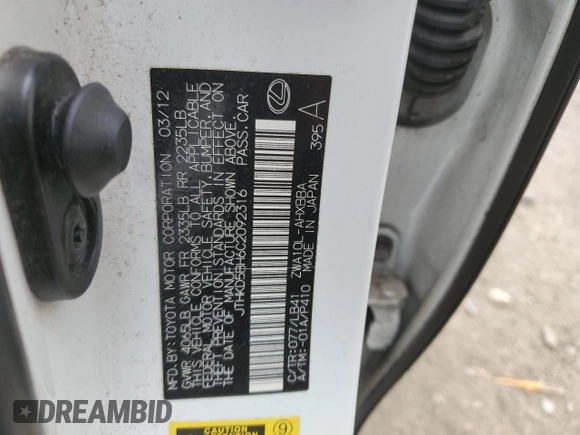 MFD.BY:TOYOTA MOTOR CORPORATION 03/12
GVWR 4045LB GAWR FR 2335LB RR 2235LB
THIS VEHICLE CONFORMS TO ALL APPLICABLE
FEDERAL MOTOR VEHICLE SAFETY, BUMPER, AND
THEFT PREVENTION STANDARDS IN EFFECT ON
THE DATE OF MANUFACTURE SHOWN ABOVE.
JTHKD5BH6C2092316 PASS.CAR
C/TR:077/LB41 ZWA10L-AHXBBA
A/TM:-01A/P410 MADE IN JAPAN
395 A
CAUTION
9
DREAMBID